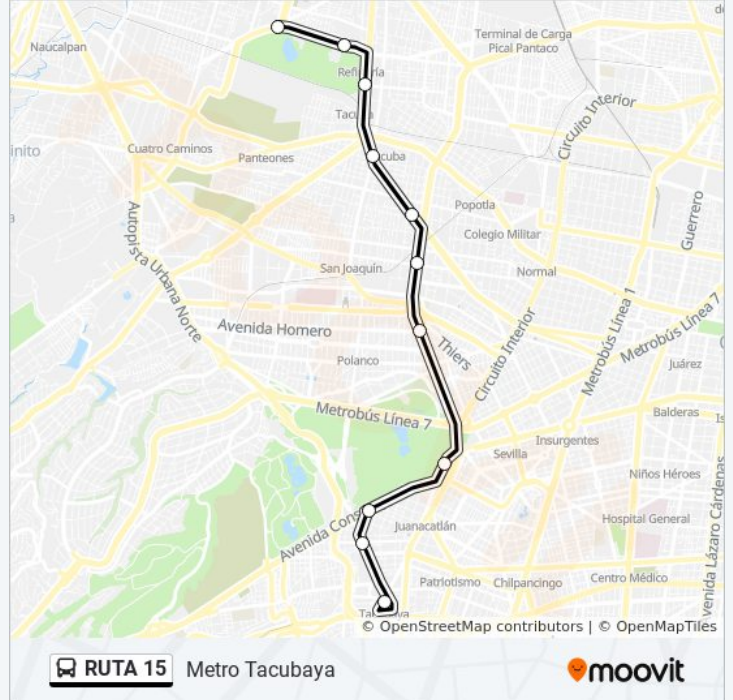 Naucalpan
Terminal de Carga
Pical Pantaco
Refinería
Circuito Interior
Cuatro Caminos
Panteones
Popotla
Colegio Militar
Guerrero
Autopista Urbana Norte
San Joaquín
Normal
Avenida Homero
Thiers
Circuito Interior
Metrobús Línea 1
Metrobús Línea 7
Polanco
Juárez
Metrobús Línea 7
Balderas
Insurgentes
Sevilla
Niños Héroes
Avenida Cons
Juanacatlán
Hospital General
Patriotismo
Chilpancingo
Centro Médico
venida Lázaro Cárdenas
© OpenStreetMap contributors | © OpenMapTiles
RUTA 15 Metro Tacubaya
moovit